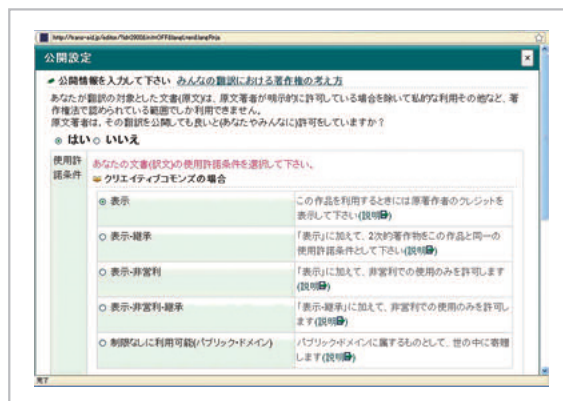 公開設定
公開情報を入力して下さい みんなの翻訳における著作権の考え方
あなたが翻訳の対象とした文書(原文)は、原文著者が明示的に許可している場合を除いて私的な利用その他など、著
作権法で認められている範囲でしか利用できません。
原文著者は、その翻訳を公開しても良いと(あなたやみんなに)許可をしていますか?
はい いいえ
使用許
諾条件
あなたの文書(訳文)の使用許諾条件を選択して下さい。
クリエイティブコモンズの場合
表示
この作品を利用するときには原著作者のクレジットを
表示して下さい(説明)
表示-継承
「表示」に加えて、2次的著作物をこの作品と同一の
使用許諾条件として下さい(説明)
表示-非営利
「表示」に加えて、非営利での使用のみを許可します
(説明)
表示-非営利-継承
「表示-継承」に加えて、非営利での使用のみを許可し
ます(説明)
制限なしに利用可能(パブリック・ドメイン)
パブリック・ドメインに属するものとして、世の中に寄贈
します(説明)
完了